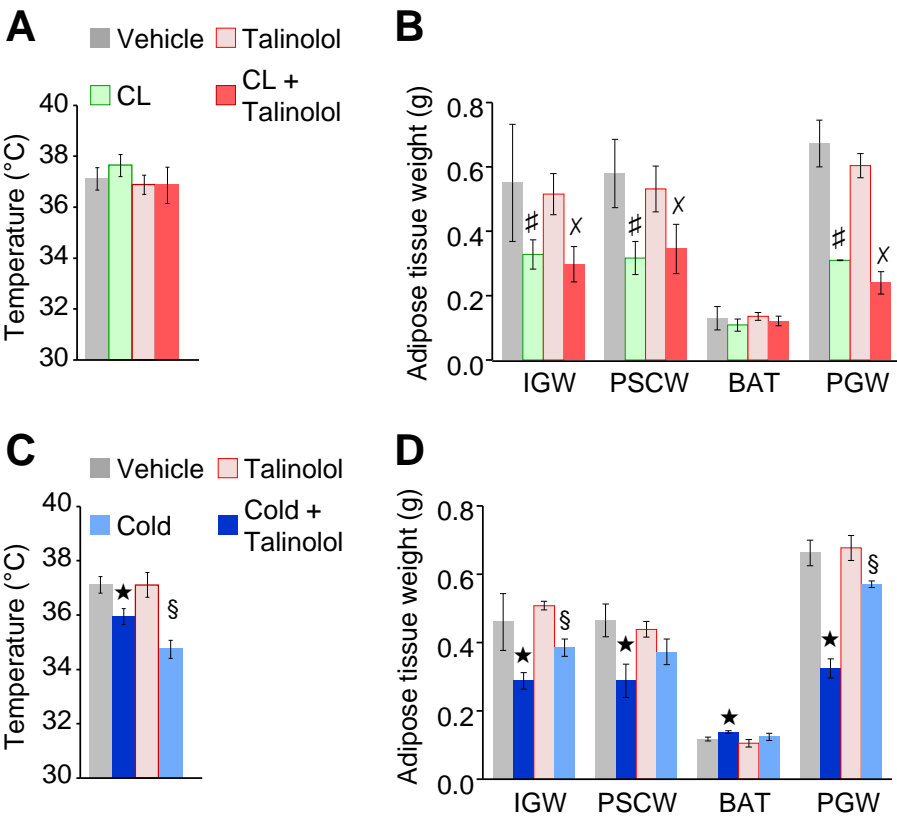 A
Vehicle
Talinolol
CL
CL +
Talinolol
Temperature (°C)
40
38
36
34
32
30
B
Adipose tissue weight (g)
0.8
0.6
0.4
0.2
0.0
♯
☓
♯
☓
♯
☓
IGW
PSCW
BAT
PGW
C
Vehicle
Talinolol
Cold
Cold +
Talinolol
Temperature (°C)
40
38
36
34
32
30
★
§
D
Adipose tissue weight (g)
0.8
0.6
0.4
0.2
0.0
★
§
★
★
★
§
IGW
PSCW
BAT
PGW